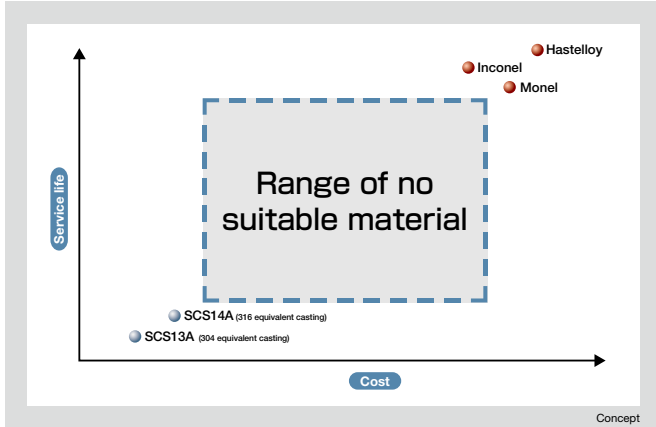 Hastelloy
Inconel
Monel
Range of no
suitable material
Service life
SCS14A (316 equivalent casting)
SCS13A (304 equivalent casting)
Cost
Concept